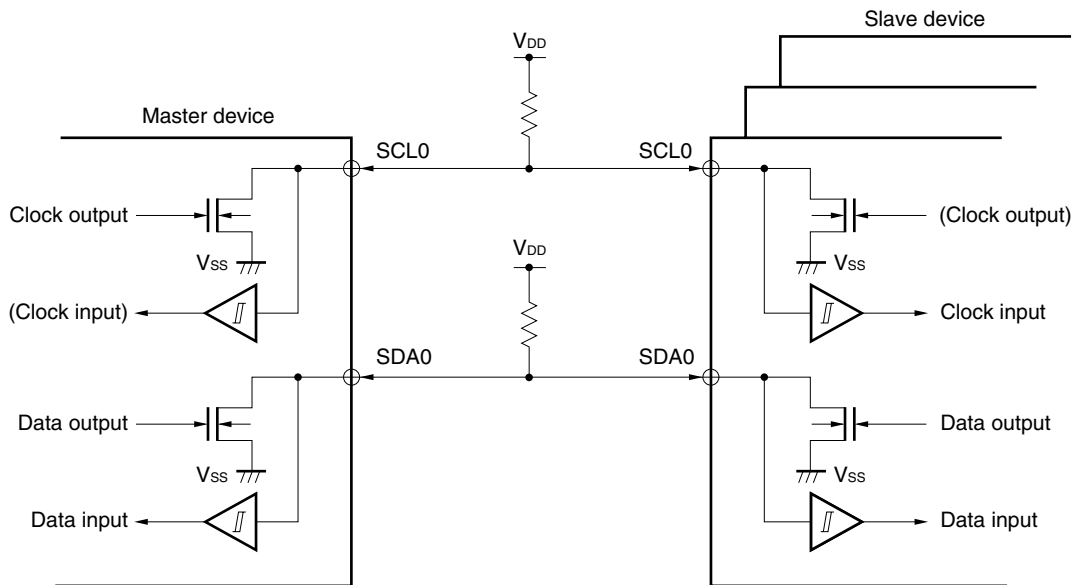 Slave device
VDD
Master device
SCL0 SCL0
Clock output (Clock output)
VSS VDD VSS
(Clock input) Clock input
SDA0 SDA0
Data output Data output
VSS VSS
Data input Data input